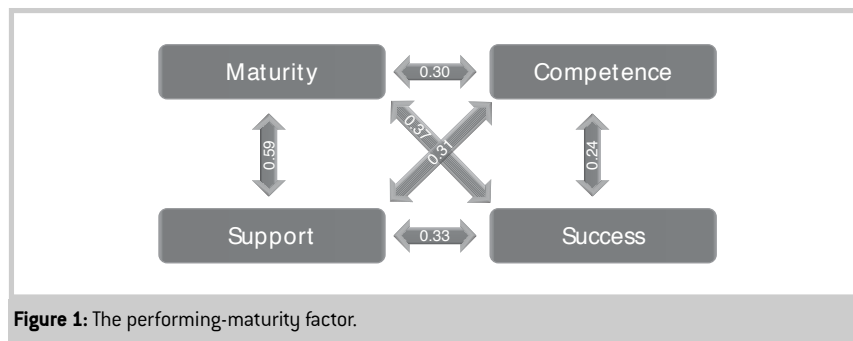 Maturity
0.30
Competence
0.59
0.37
0.31
0.24
Support
0.33
Success
Figure 1: The performing-maturity factor.